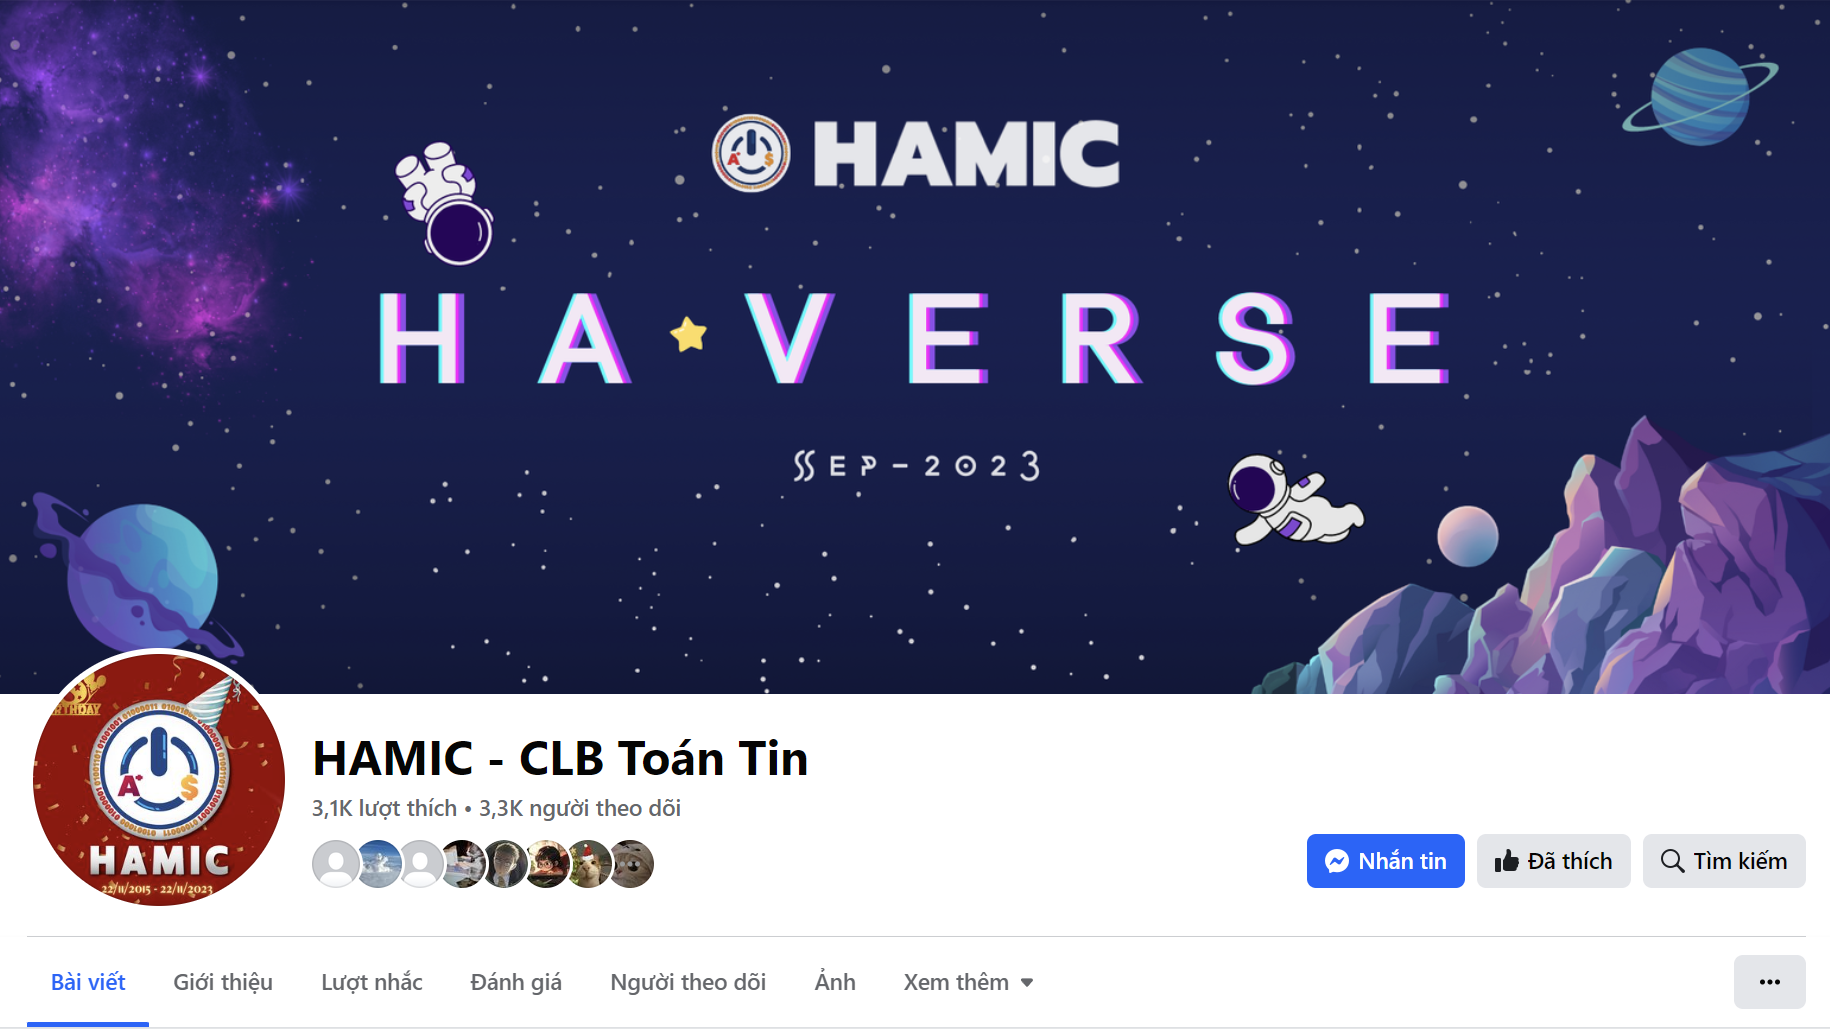 HAMIC
HA VERSE
SEP-2023
RTHDAY
A+ $
HAMIC
22/11/2015 - 22/11/2023
HAMIC - CLB Toán Tin
3,1K lượt thích • 3,3K người theo dõi
Nhắn tin
Đã thích
Tìm kiếm
Bài viết
Giới thiệu
Lượt nhắc
Đánh giá
Người theo dõi
Ảnh
Xem thêm